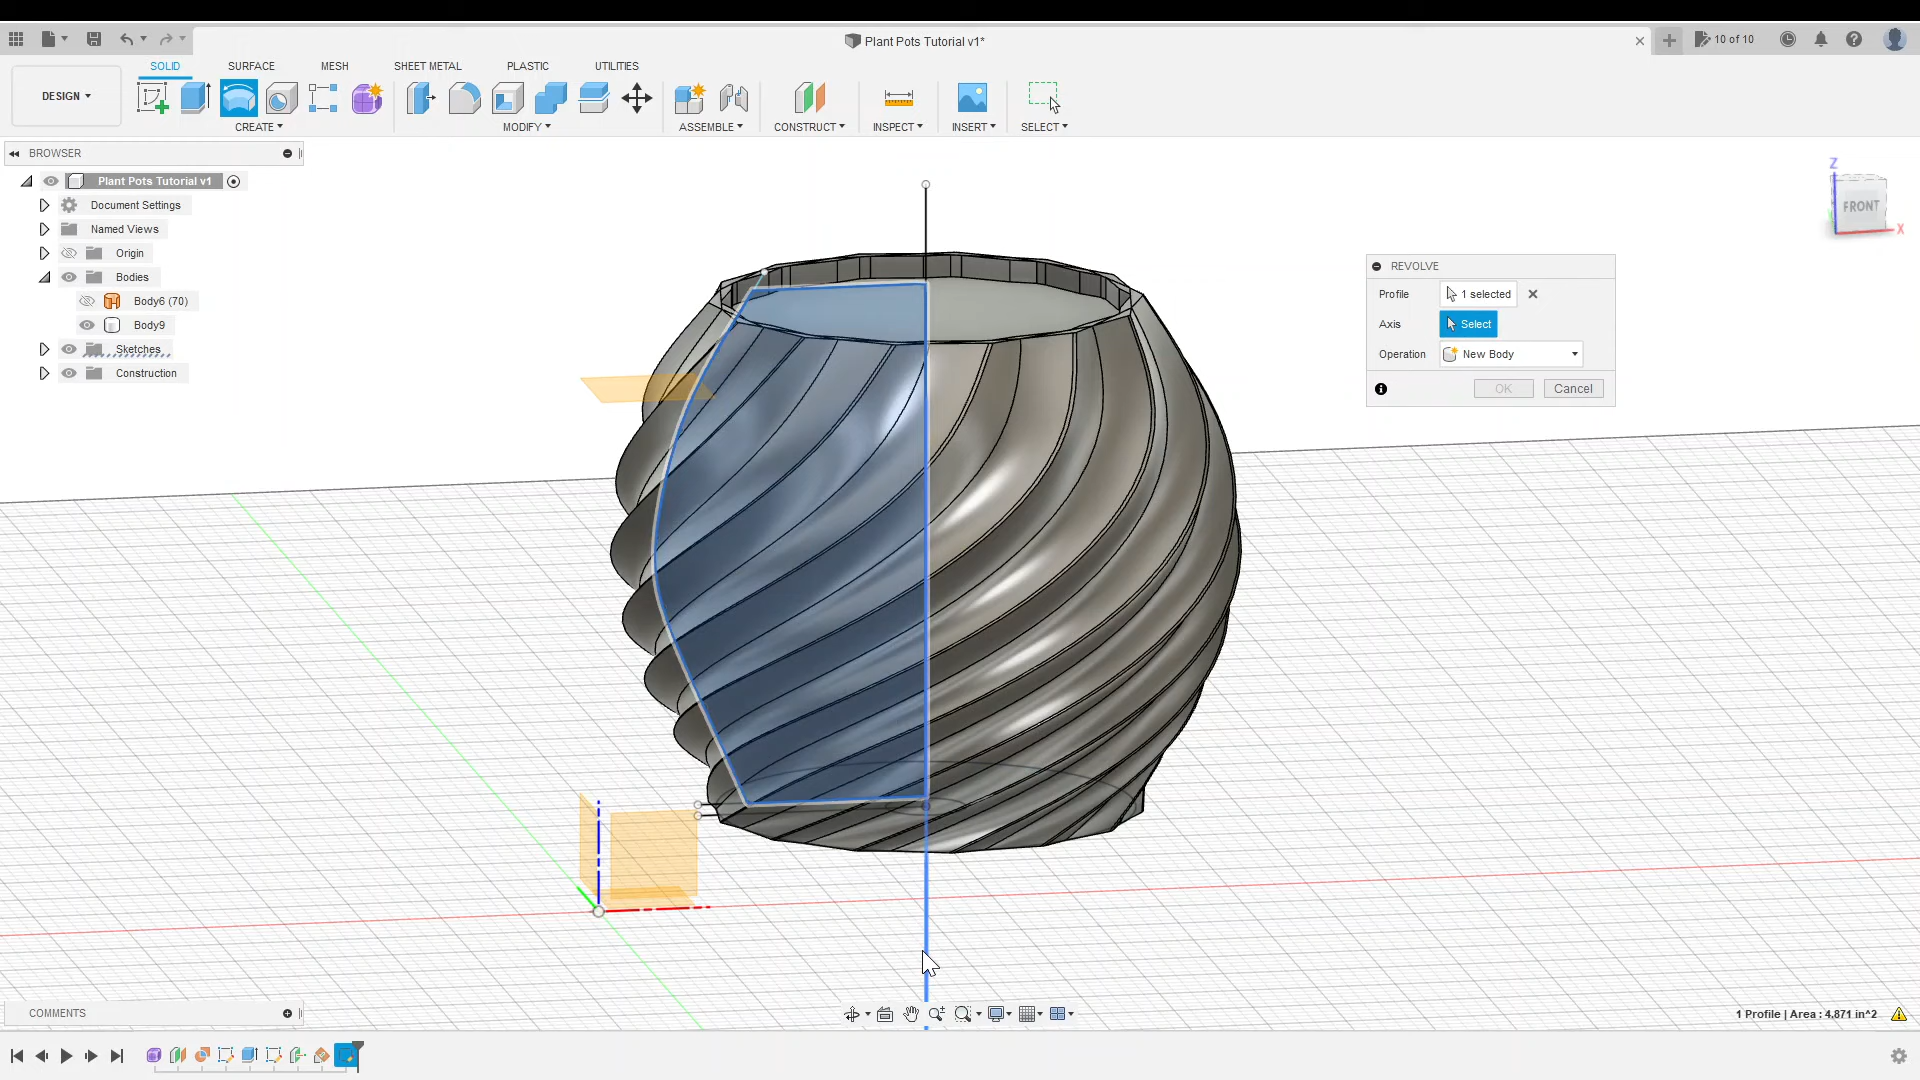 Plant Pots Tutorial v1*
10 of 10
SOLID SURFACE MESH SHEET METAL PLASTIC UTILITIES
DESIGN
CREATE MODIFY ASSEMBLE CONSTRUCT INSPECT INSERT SELECT
BROWSER
Plant Pots Tutorial v1
Document Settings
Named Views
Origin
Bodies
Body6 (70)
Body9
Sketches
Construction
Z
FRONT
X
REVOLVE
Profile 1 selected
Axis Select
Operation New Body
OK Cancel
COMMENTS
1 Profile | Area : 4.871 in^2